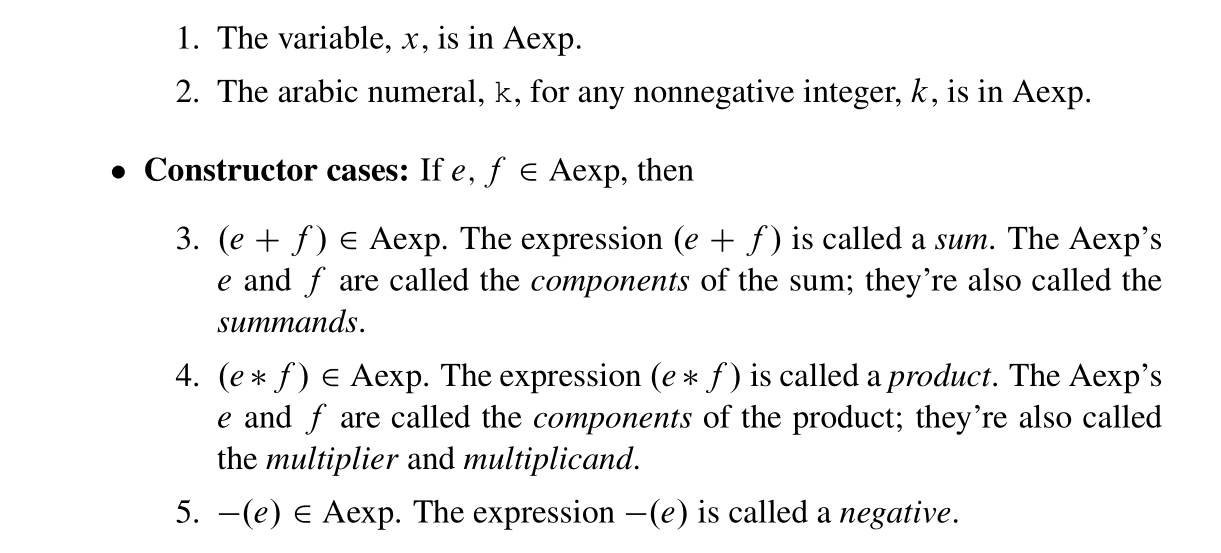 1. The variable, x, is in Aexp.
2. The arabic numeral, k, for any nonnegative integer, k, is in Aexp.
• Constructor cases: If e, f ∈ Aexp, then
3. (e + f) ∈ Aexp. The expression (e + f) is called a sum. The Aexp’s
e and f are called the components of the sum; they’re also called the
summands.
4. (e ∗ f) ∈ Aexp. The expression (e ∗ f) is called a product. The Aexp’s
e and f are called the components of the product; they’re also called
the multiplier and multiplicand.
5. −(e) ∈ Aexp. The expression −(e) is called a negative.